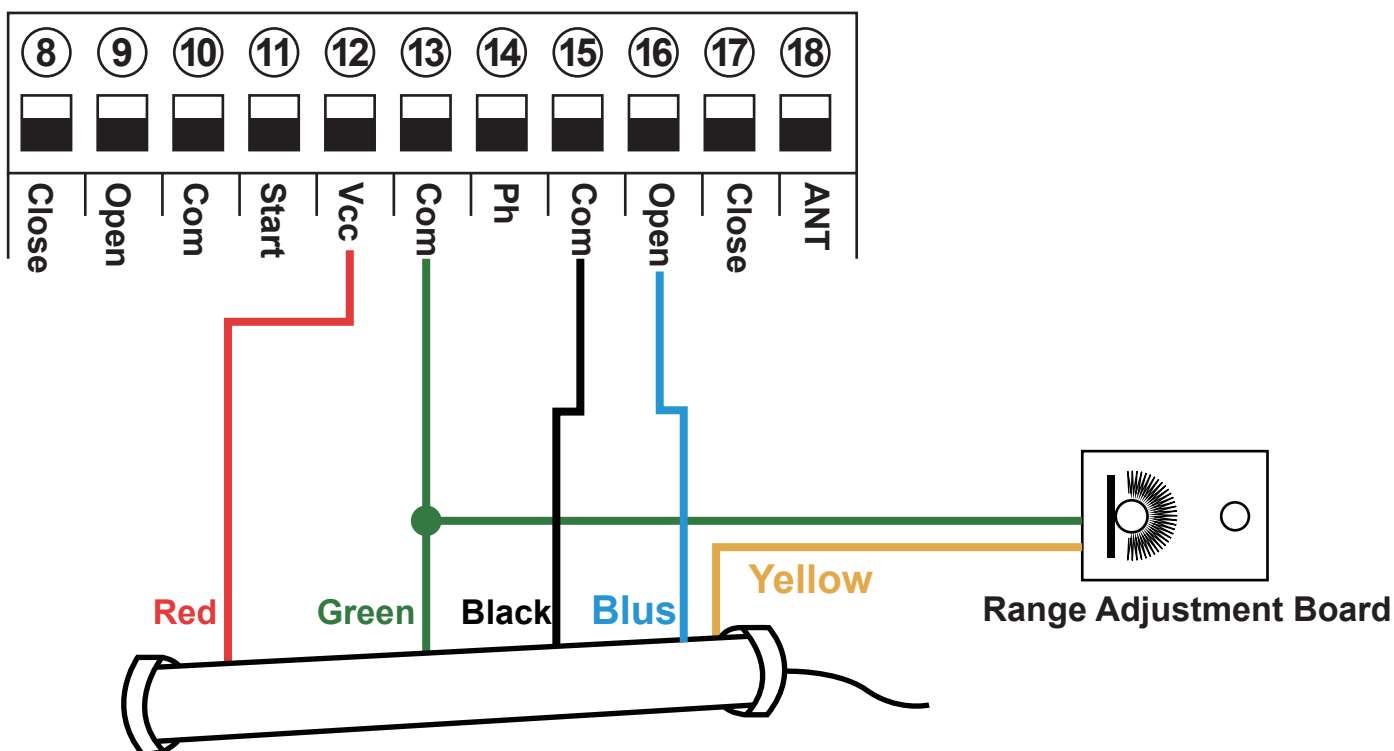 8 9 10 11 12 13 14 15 16 17 18
Close Open Com Start Vcc Com Ph Com Open Close ANT
Yellow
Red Green Black Blus Range Adjustment Board